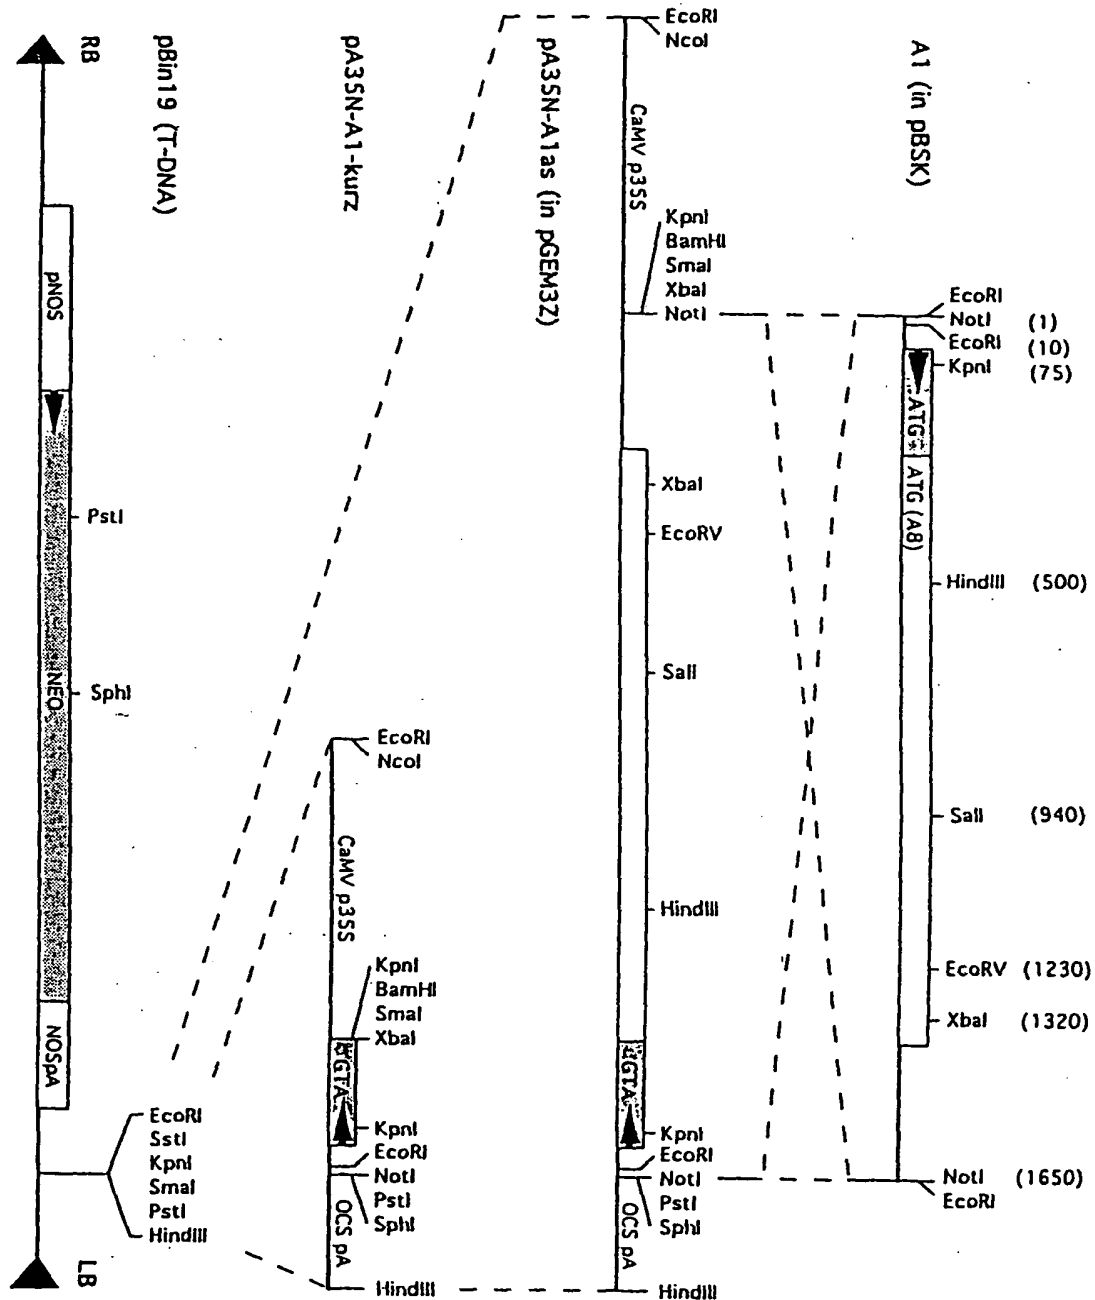 A1 (in pBSK)
EcoRI
NotI (1)
EcoRI (10)
KpnI (75)
ATG
ATG (A8)
HindIII (500)
SalI (940)
EcoRV (1230)
XbaI (1320)
NotI (1650)
EcoRI
pA35N-A1as (in pGEM3Z)
EcoRI
NcoI
CaMV p35S
KpnI
BamHI
SmaI
XbaI
NotI
XbaI
EcoRV
SalI
HindIII
GTA
KpnI
EcoRI
NotI
PstI
SphI
OCS pA
HindIII
pA35N-A1-kurz
EcoRI
NcoI
CaMV p35S
KpnI
BamHI
SmaI
XbaI
GTA
KpnI
EcoRI
NotI
PstI
SphI
OCS pA
HindIII
pBin19 (T-DNA)
RB
pNOS
PstI
NEO
SphI
NOSpA
EcoRI
SstI
KpnI
SmaI
PstI
HindIII
LB